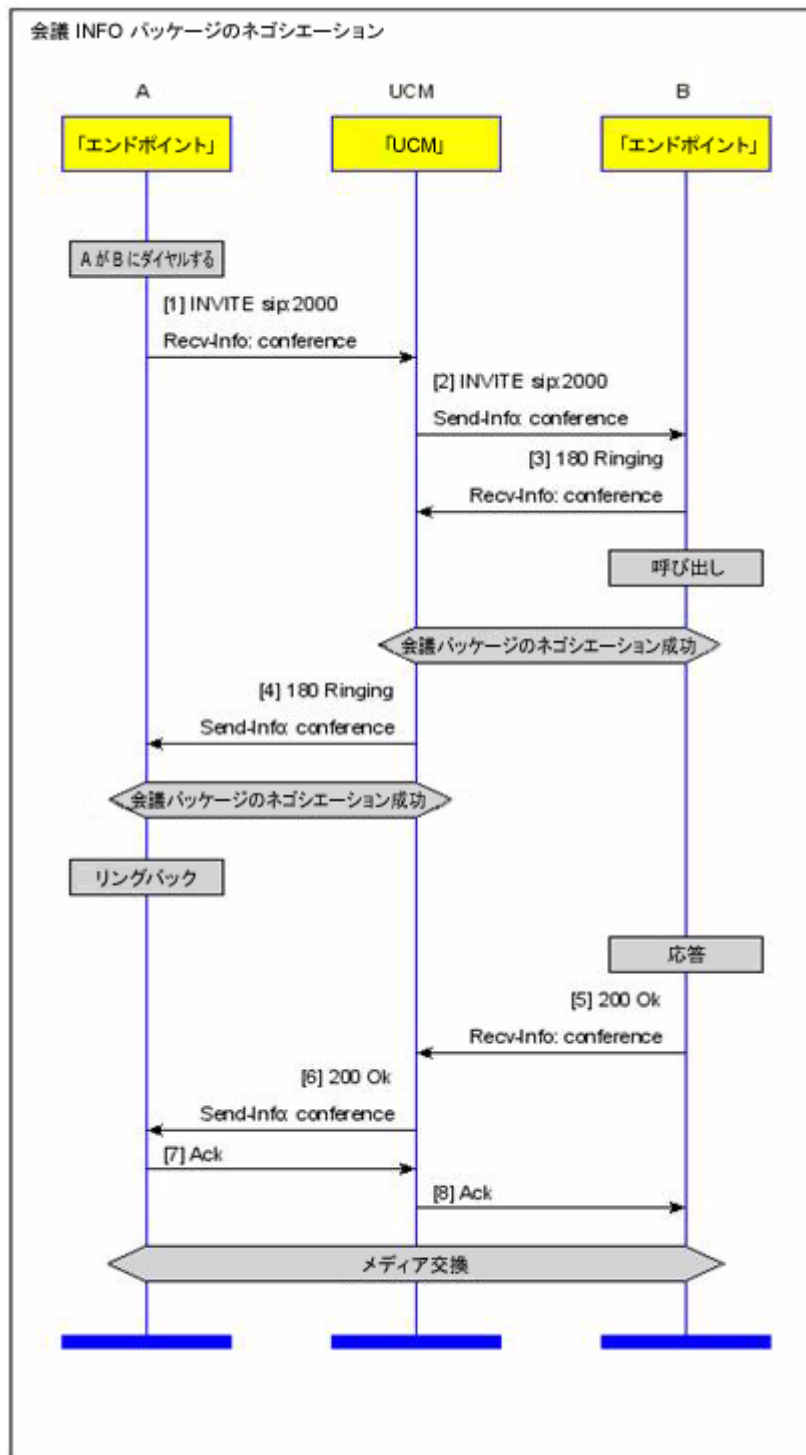 会議 INFO パッケージのネゴシエーション
A
UCM
B
「エンドポイント」
「UCM」
「エンドポイント」
A が B にダイヤルする
[1] INVITE sip:2000
Recv-Info: conference
[2] INVITE sip:2000
Send-Info: conference
[3] 180 Ringing
Recv-Info: conference
呼び出し
会議パッケージのネゴシエーション成功
[4] 180 Ringing
Send-Info: conference
会議パッケージのネゴシエーション成功
リングバック
応答
[5] 200 Ok
Recv-Info: conference
[6] 200 Ok
Send-Info: conference
[7] Ack
[8] Ack
メディア交換